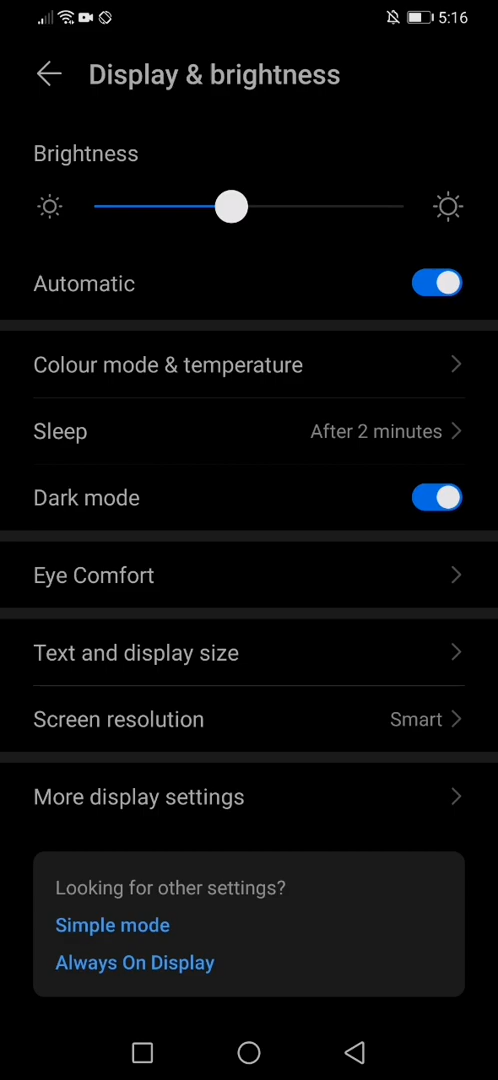 5:16
Display & brightness
Brightness
Automatic
Colour mode & temperature
Sleep After 2 minutes
Dark mode
Eye Comfort
Text and display size
Screen resolution Smart
More display settings
Looking for other settings?
Simple mode
Always On Display